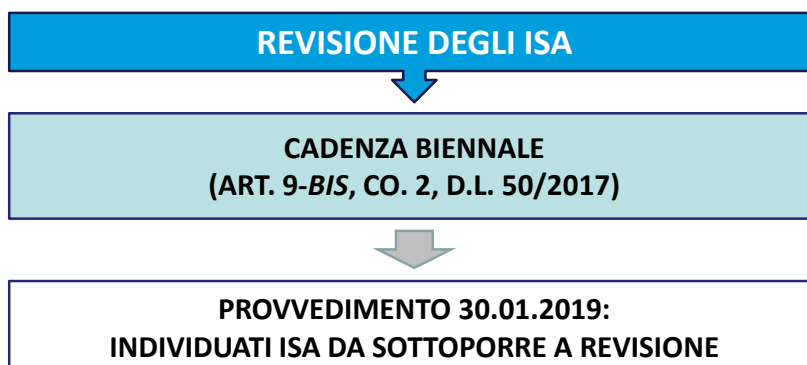 REVISIONE DEGLI ISA
CADENZA BIENNALE
(ART. 9-BIS, CO. 2, D.L. 50/2017)
PROVVEDIMENTO 30.01.2019:
INDIVIDUATI ISA DA SOTTOPORRE A REVISIONE